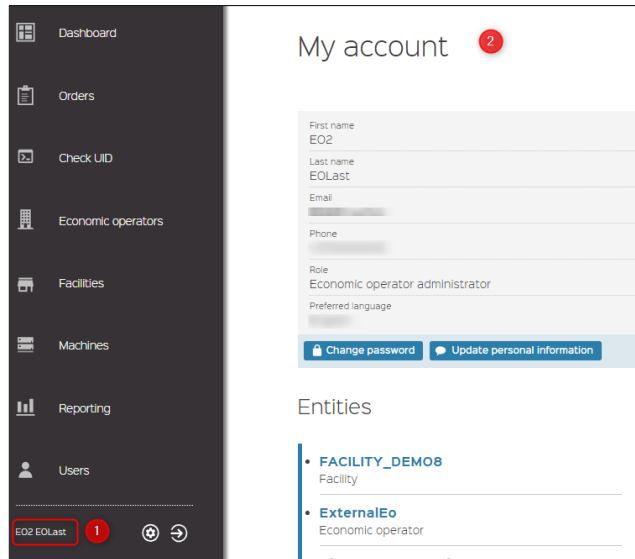 Dashboard
Orders
Check UID
Economic operators
Facilities
Machines
Reporting
Users
EO2 EOLast
1
My account
2
First name
EO2
Last name
EOLast
Email
Phone
Role
Economic operator administrator
Preferred language
Change password
Update personal information
Entities
FACILITY_DEMO8
Facility
ExternalEo
Economic operator